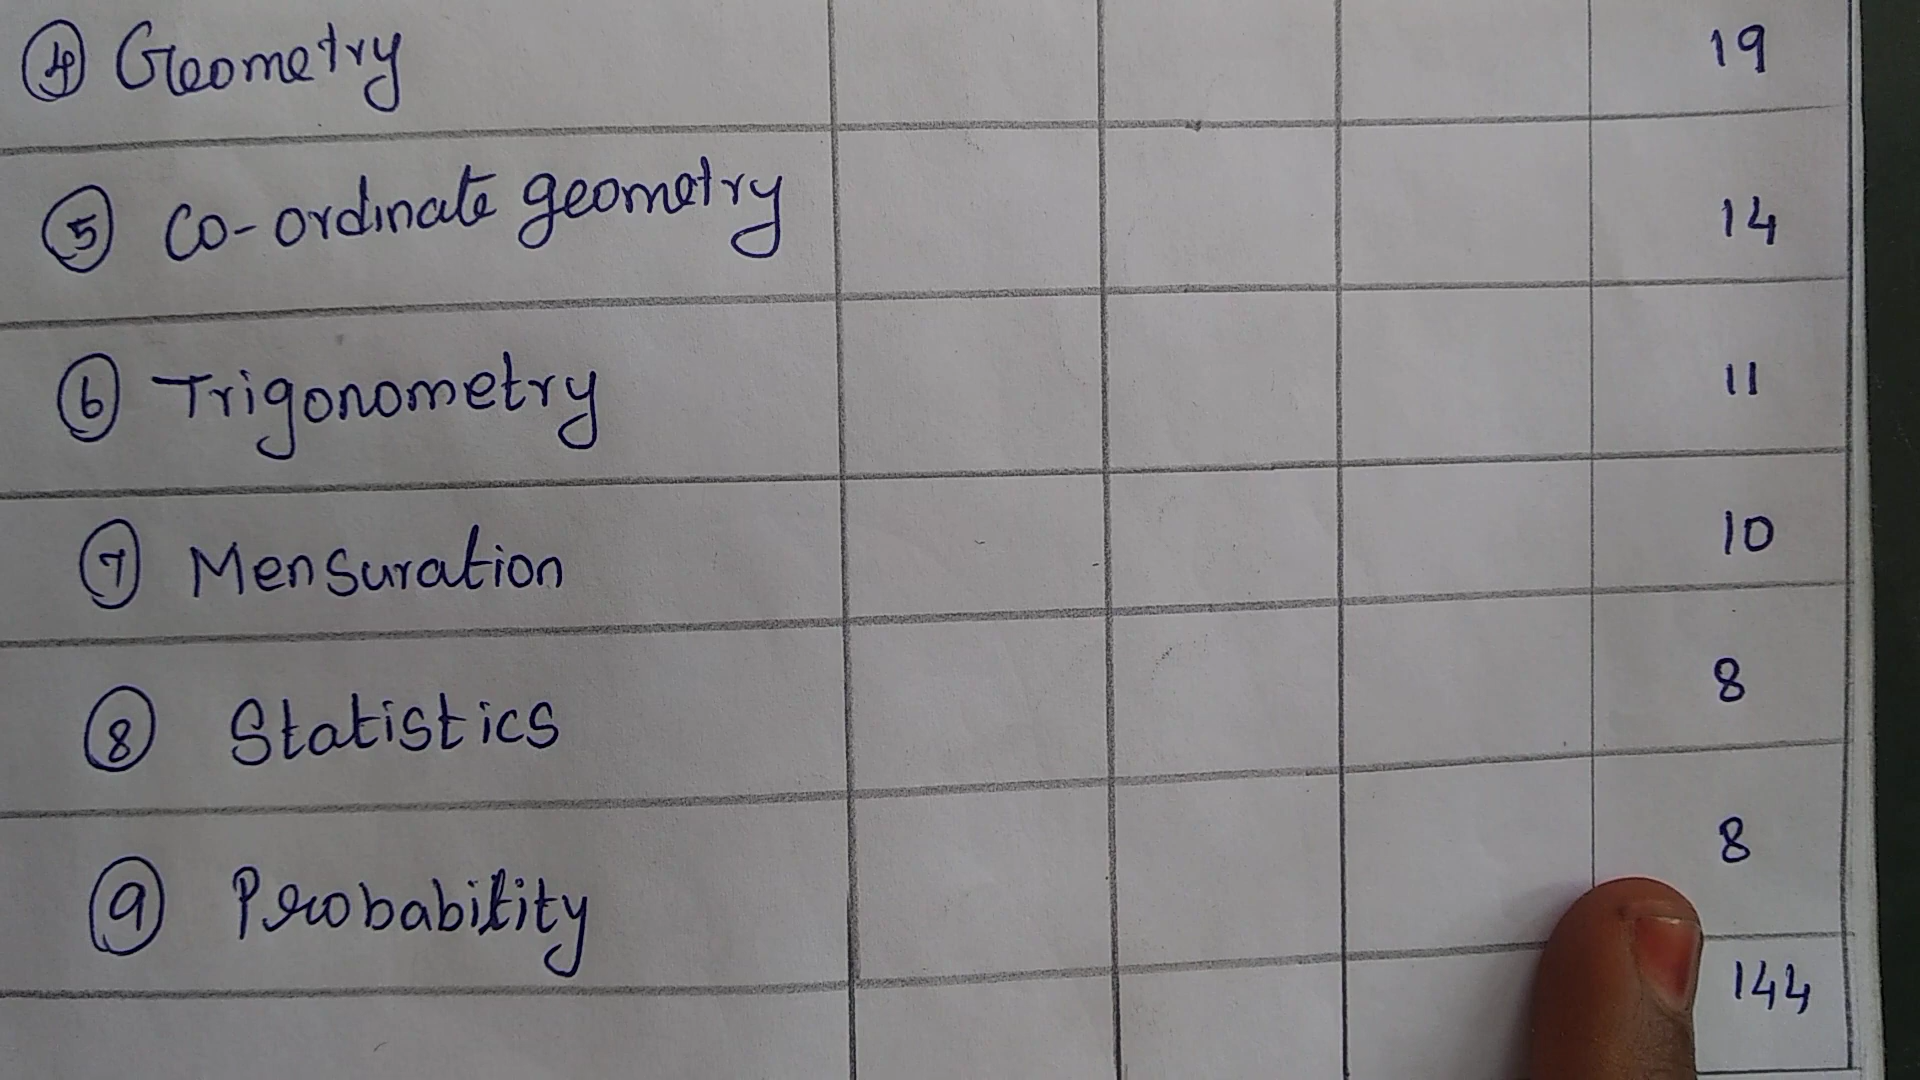 4 Geometry 19
5 Co-ordinate geometry 14
6 Trigonometry 11
7 Mensuration 10
8 Statistics 8
9 Probability 8
144